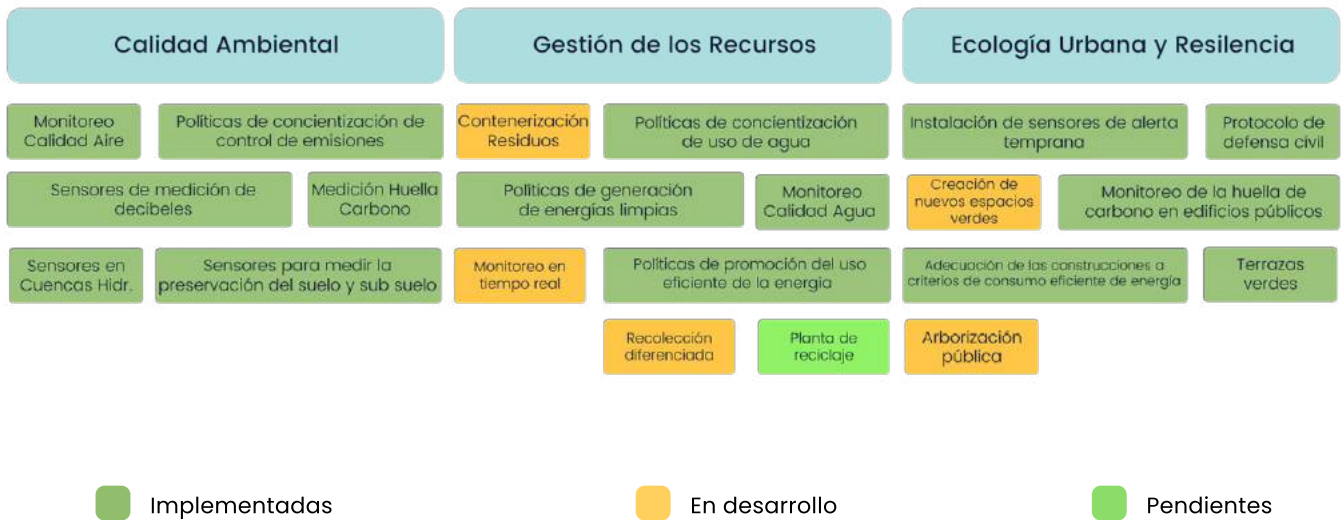 Calidad Ambiental
Gestión de los Recursos
Ecología Urbana y Resilencia
Monitoreo
Calidad Aire
Políticas de concientización de
control de emisiones
Contenerización
Residuos
Políticas de concientización
de uso de agua
Instalación de sensores de alerta
temprana
Protocolo de
defensa civil
Sensores de medición de
decibeles
Medición Huella
Carbono
Políticas de generación
de energías limpias
Monitoreo
Calidad Agua
Creación de
nuevos espacios
verdes
Monitoreo de la huella de
carbono en edificios públicos
Sensores en
Cuencas Hidr.
Sensores para medir la
preservación del suelo y sub suelo
Monitoreo en
tiempo real
Políticas de promoción del uso
eficiente de la energía
Adecuación de las construcciones a
criterios de consumo eficiente de energía
Terrazas
verdes
Recolección
diferenciada
Planta de
reciclaje
Arborización
pública
Implementadas
En desarrollo
Pendientes